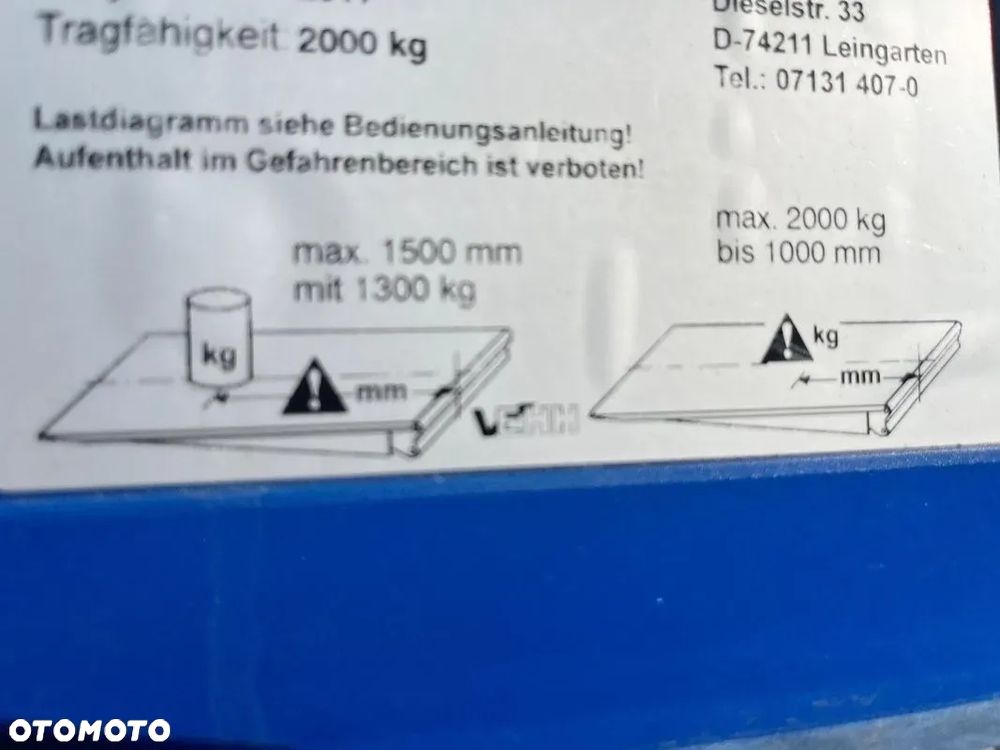 Tragfähigkeit 2000 kg
Dieselstr. 33
D-74211 Leingarten
Tel.: 07131 407-0
Lastdiagramm siehe Bedienungsanleitung!
Aufenthalt im Gefahrenbereich ist verboten!
max. 1500 mm
mit 1300 kg
max. 2000 kg
bis 1000 mm
kg
mm
kg
mm
OTOMOTO